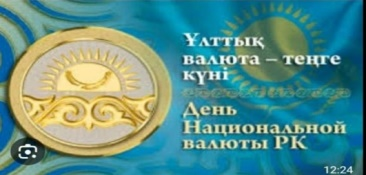 Ұлттық
валюта – теңге
күні
День
Национальной
валюты РК
12:24